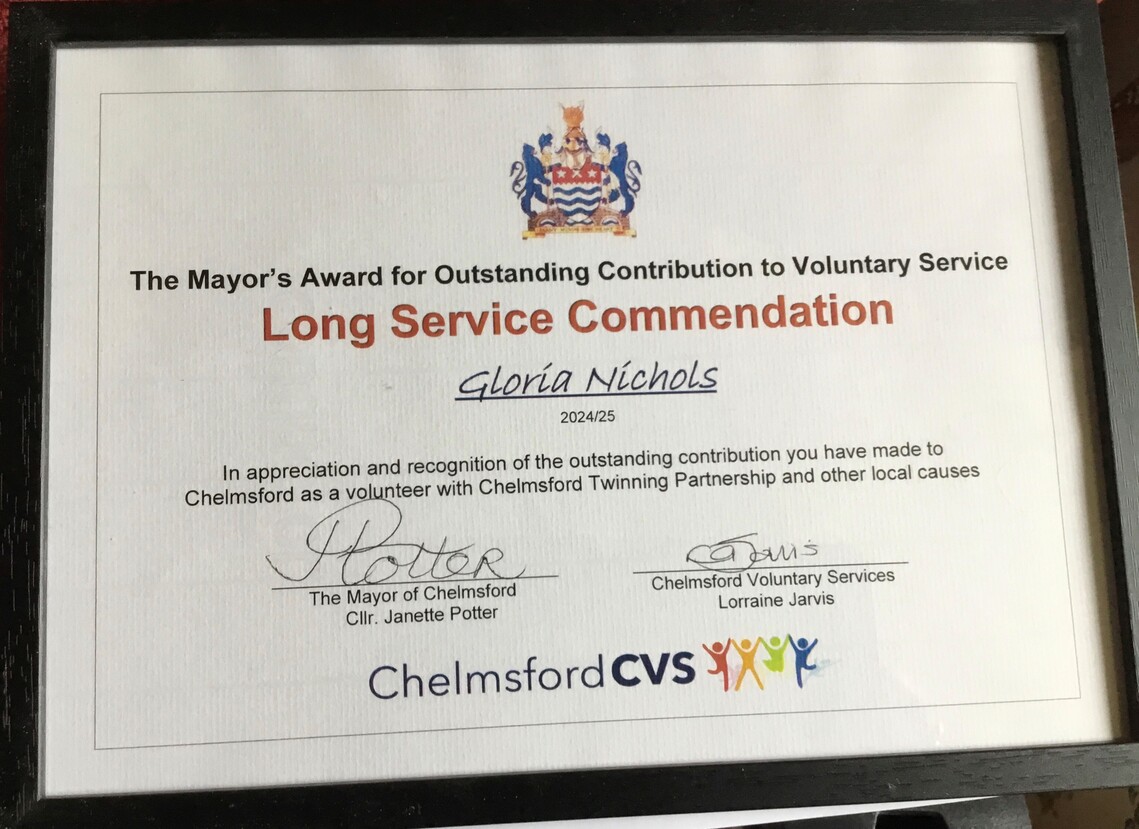 The Mayor's Award for Outstanding Contribution to Voluntary Service
Long Service Commendation
Gloria Nichols
2024/25
In appreciation and recognition of the outstanding contribution you have made to
Chelmsford as a volunteer with Chelmsford Twinning Partnership and other local causes
The Mayor of Chelmsford
Cllr. Janette Potter
Chelmsford Voluntary Services
Lorraine Jarvis
Chelmsford CVS